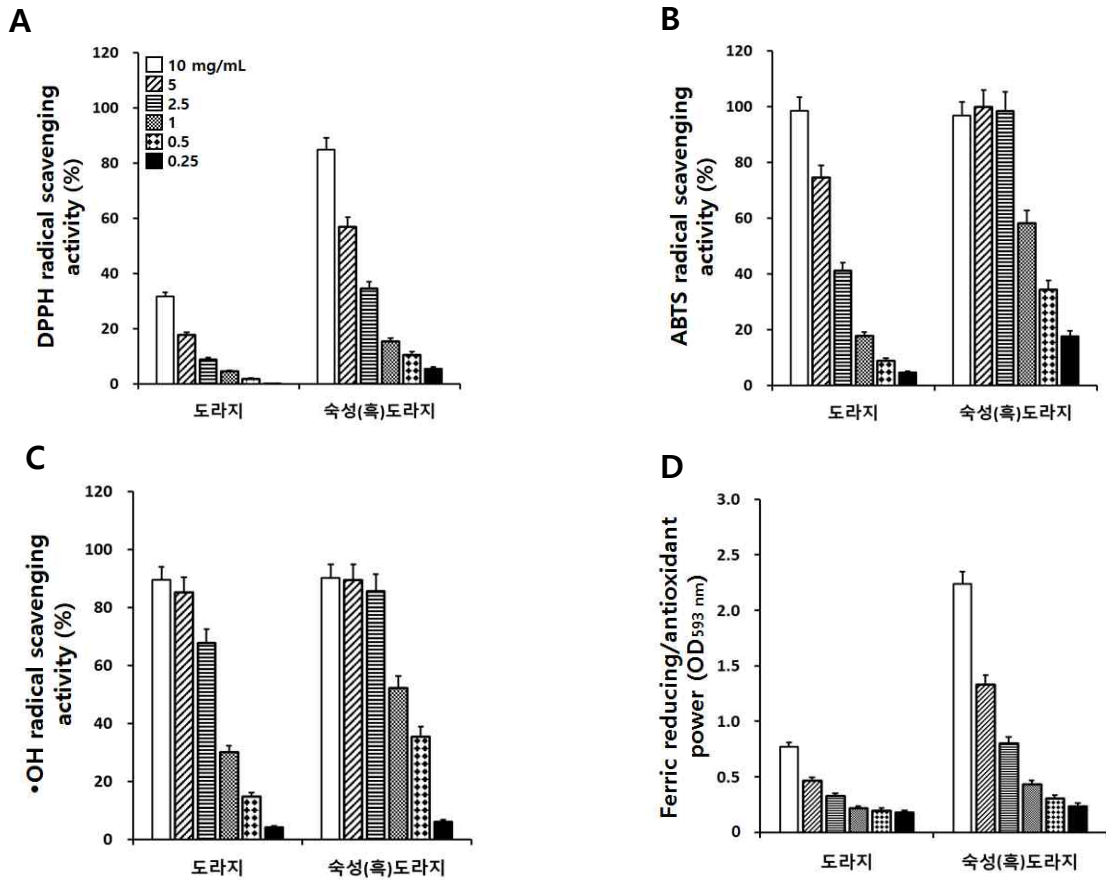 A
DPPH radical scavenging
activity (%)
120
100
80
60
40
20
0
10 mg/mL
5
2.5
1
0.5
0.25
도라지
숙성(흑)도라지
B
ABTS radical scavenging
activity (%)
120
100
80
60
40
20
0
도라지
숙성(흑)도라지
C
•OH radical scavenging
activity (%)
120
100
80
60
40
20
0
도라지
숙성(흑)도라지
D
Ferric reducing/antioxidant
power (OD593 nm)
3.0
2.5
2.0
1.5
1.0
0.5
0
도라지
숙성(흑)도라지